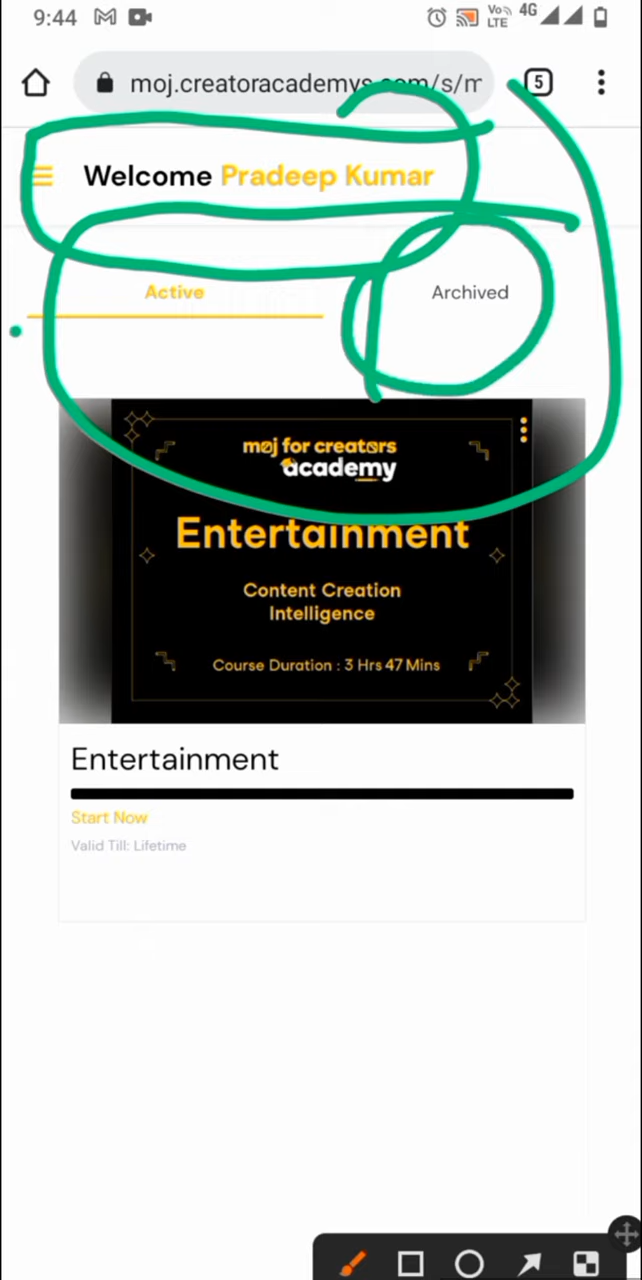 9:44
Vo
LTE
4G
moj.creatoracademys.com/s/m
5
Welcome Pradeep Kumar
Active
Archived
moj for creators
academy
Entertainment
Content Creation
Intelligence
Course Duration : 3 Hrs 47 Mins
Entertainment
Start Now
Valid Till: Lifetime